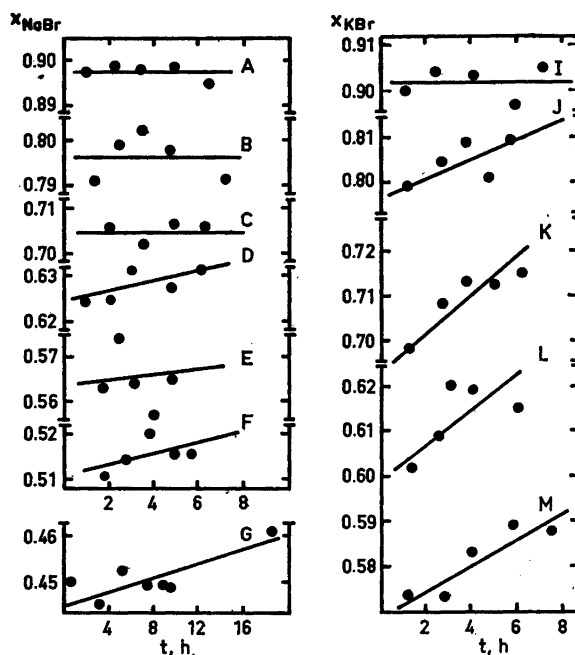 xNaBr
0.90
A
0.89
0.80
B
0.79
0.71
C
0.70
D
0.63
0.62
0.57
E
0.56
F
0.52
0.51
2 4 6 8
0.46
G
0.45
4 8 12 16
t, h.
xKBr
0.91
I
0.90
J
0.81
0.80
K
0.72
0.71
0.70
L
0.62
0.61
0.60
M
0.59
0.58
2 4 6 8
t, h